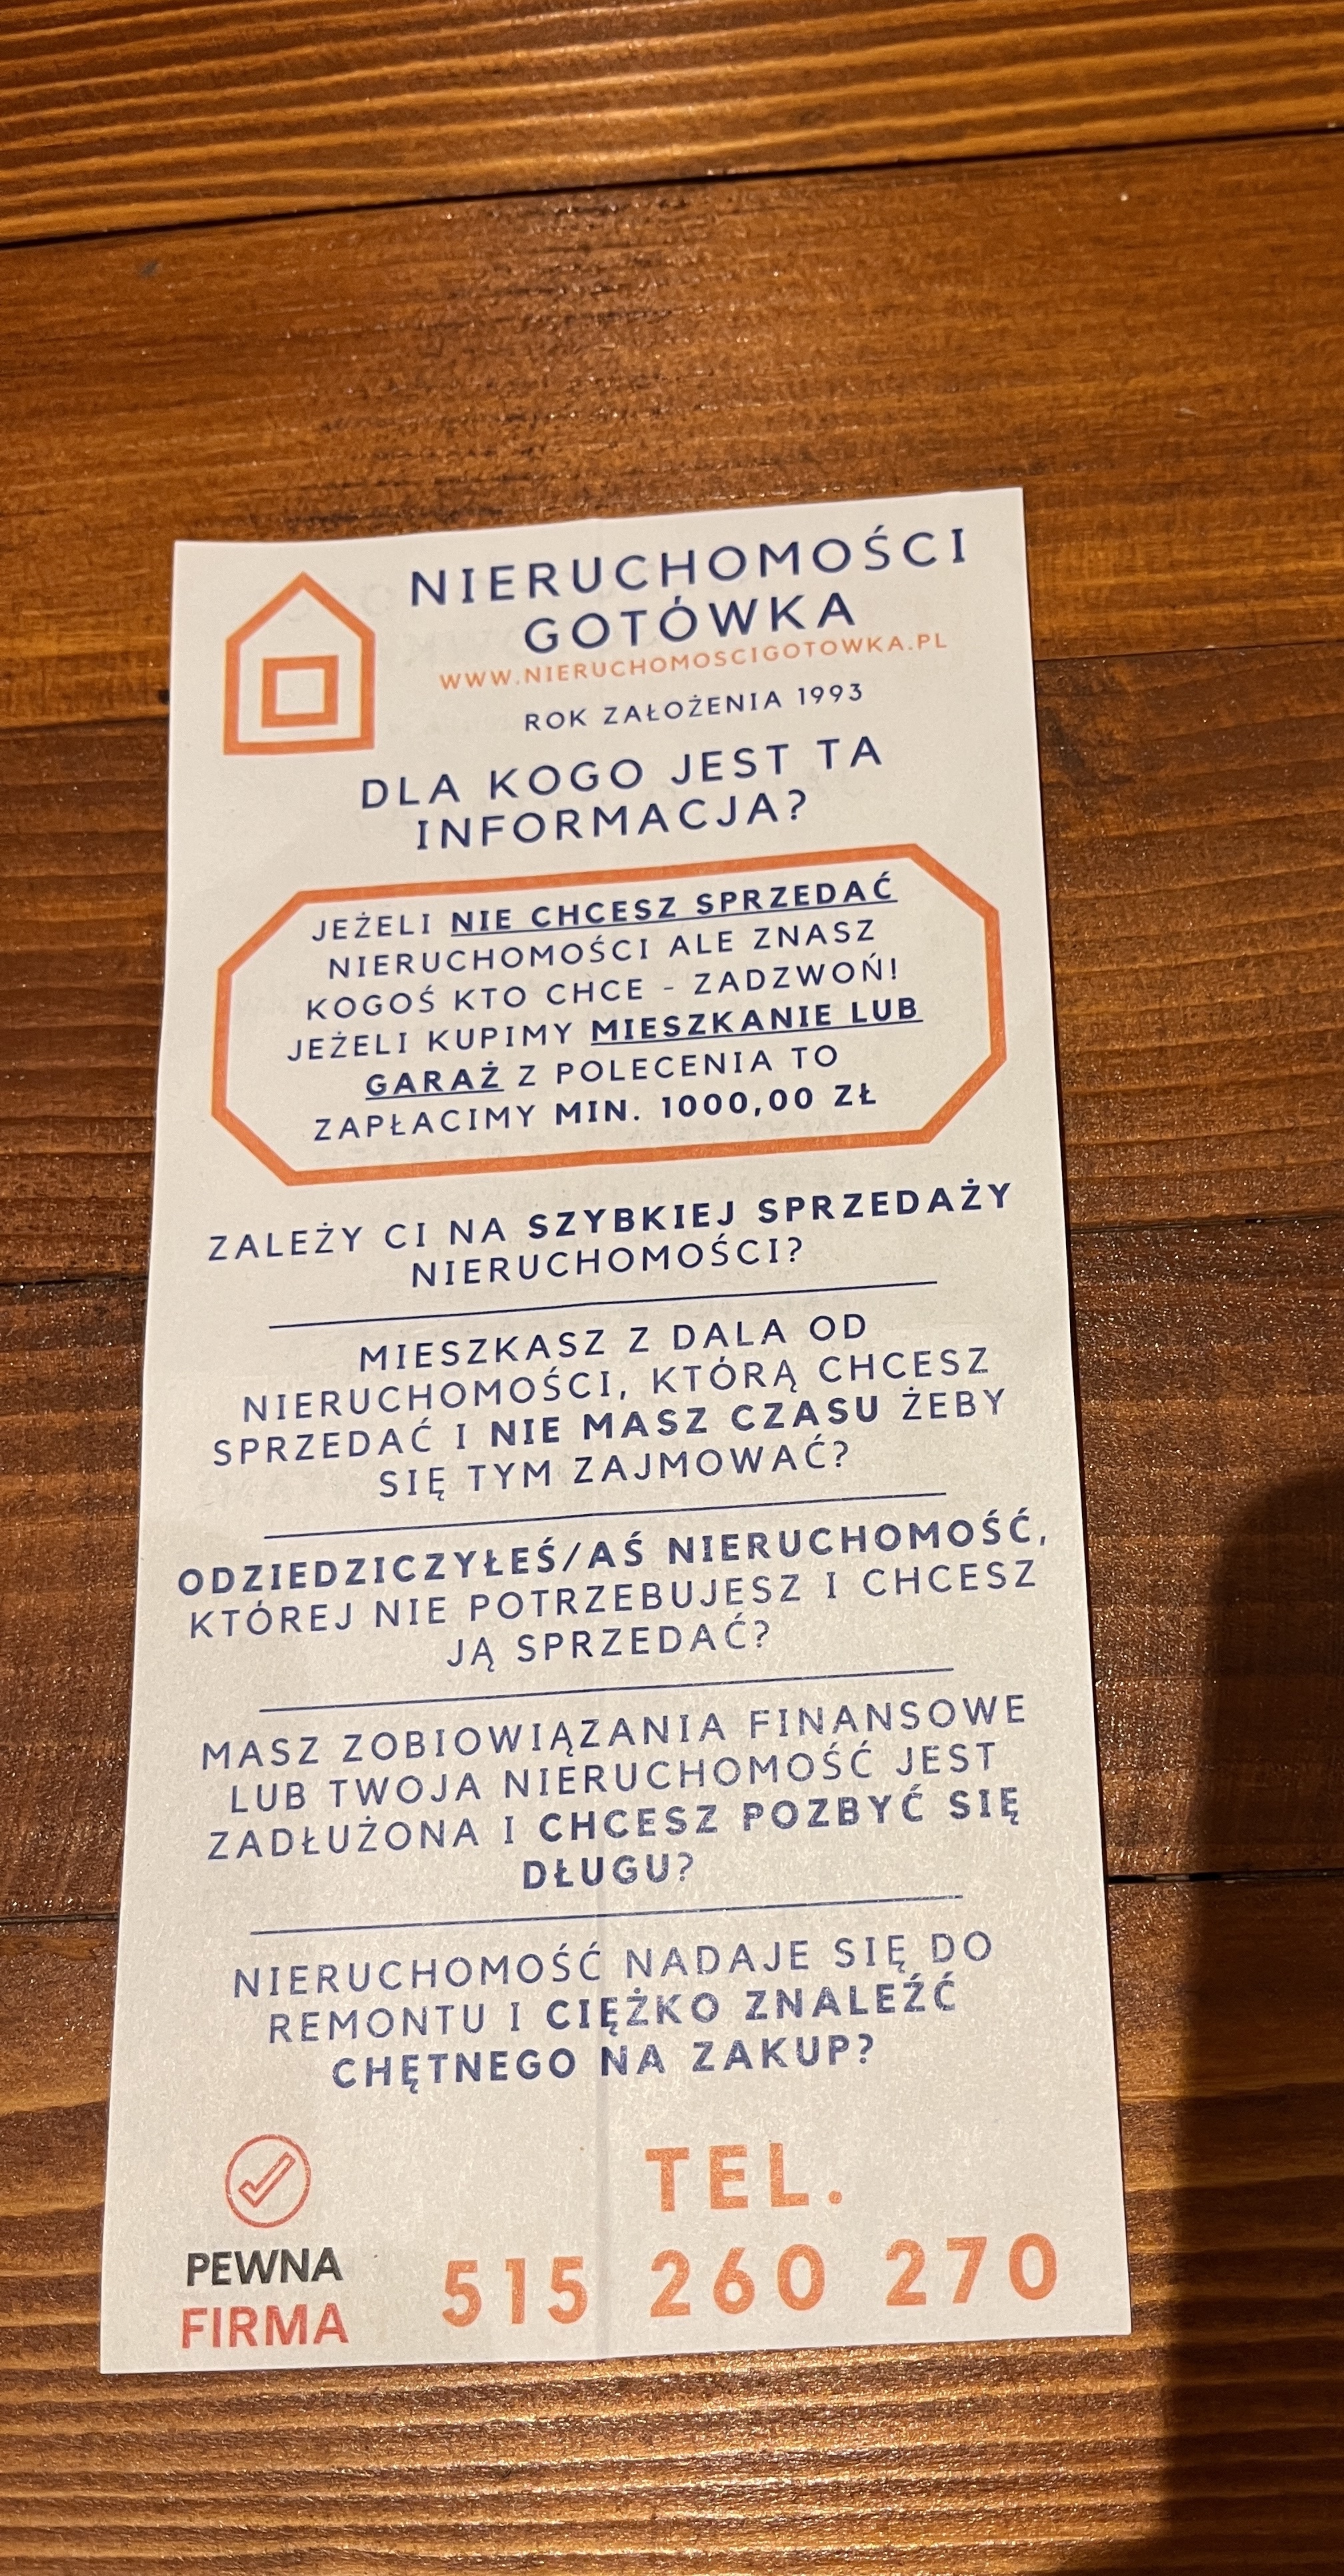 NIERUCHOMOŚCI
GOTÓWKA
WWW.NIERUCHOMOSCIGOTOWKA.PL
ROK ZAŁOŻENIA 1993
DLA KOGO JEST TA
INFORMACJA?
JEŻELI NIE CHCESZ SPRZEDAĆ
NIERUCHOMOŚCI ALE ZNASZ
KOGOŚ KTO CHCE - ZADZWOŃ!
JEŻELI KUPIMY MIESZKANIE LUB
GARAŻ Z POLECENIA TO
ZAPŁACIMY MIN. 1000,00 ZŁ
ZALEŻY CI NA SZYBKIEJ SPRZEDAŻY
NIERUCHOMOŚCI?
MIESZKASZ Z DALA OD
NIERUCHOMOŚCI, KTÓRĄ CHCESZ
SPRZEDAĆ I NIE MASZ CZASU ŻEBY
SIĘ TYM ZAJMOWAĆ?
ODZIEDZICZYŁEŚ/AŚ NIERUCHOMOŚĆ,
KTÓREJ NIE POTRZEBUJESZ I CHCESZ
JĄ SPRZEDAĆ?
MASZ ZOBIOWIĄZANIA FINANSOWE
LUB TWOJA NIERUCHOMOŚĆ JEST
ZADŁUŻONA I CHCESZ POZBYĆ SIĘ
DŁUGU?
NIERUCHOMOŚĆ NADAJE SIĘ DO
REMONTU I CIĘŻKO ZNALEŹĆ
CHĘTNEGO NA ZAKUP?
PEWNA
FIRMA
TEL.
515 260 270